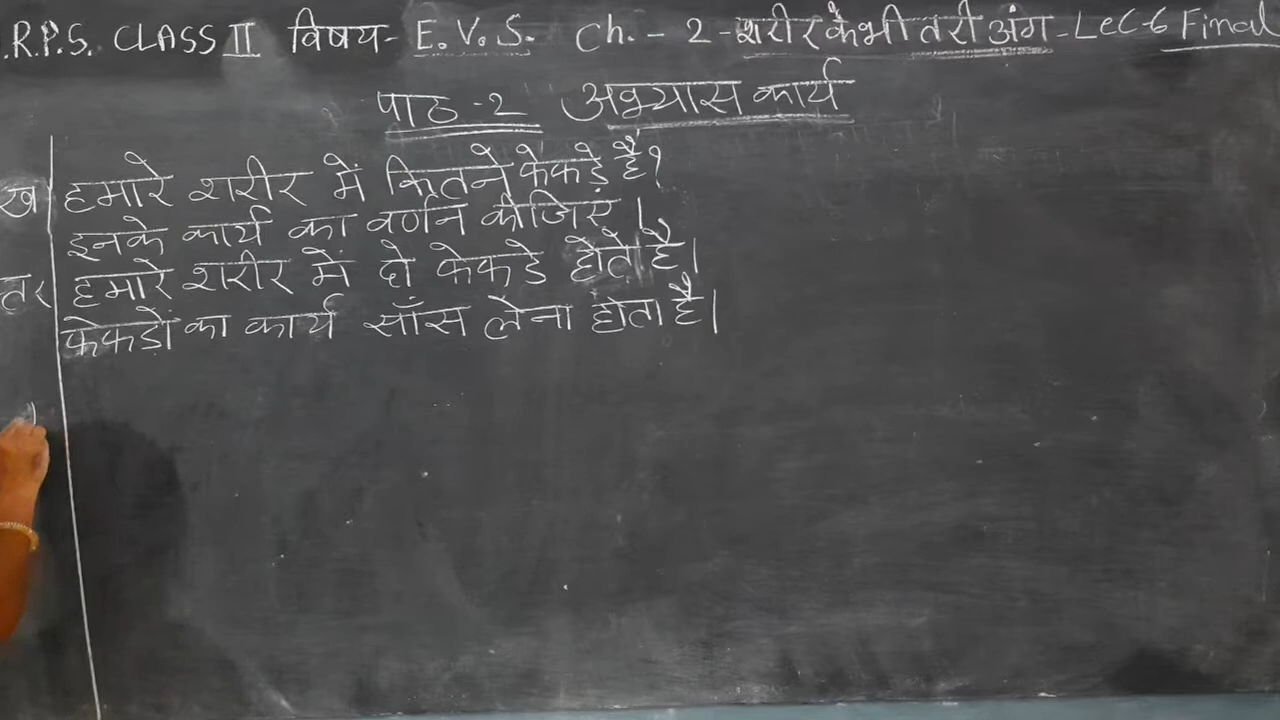 .R.P.S. CLASS II विषय- E.V.S. Ch. - 2 - शरीर के भीतरी अंग - LeC-6 Final
पाठ -2 अभ्यास कार्य
ख हमारे शरीर में कितने फेफड़े हैं?
इनके कार्य का वर्णन कीजिए।
तर हमारे शरीर में दो फेफडे होते है।
फेफड़ों का कार्य साँस लेना होता है।